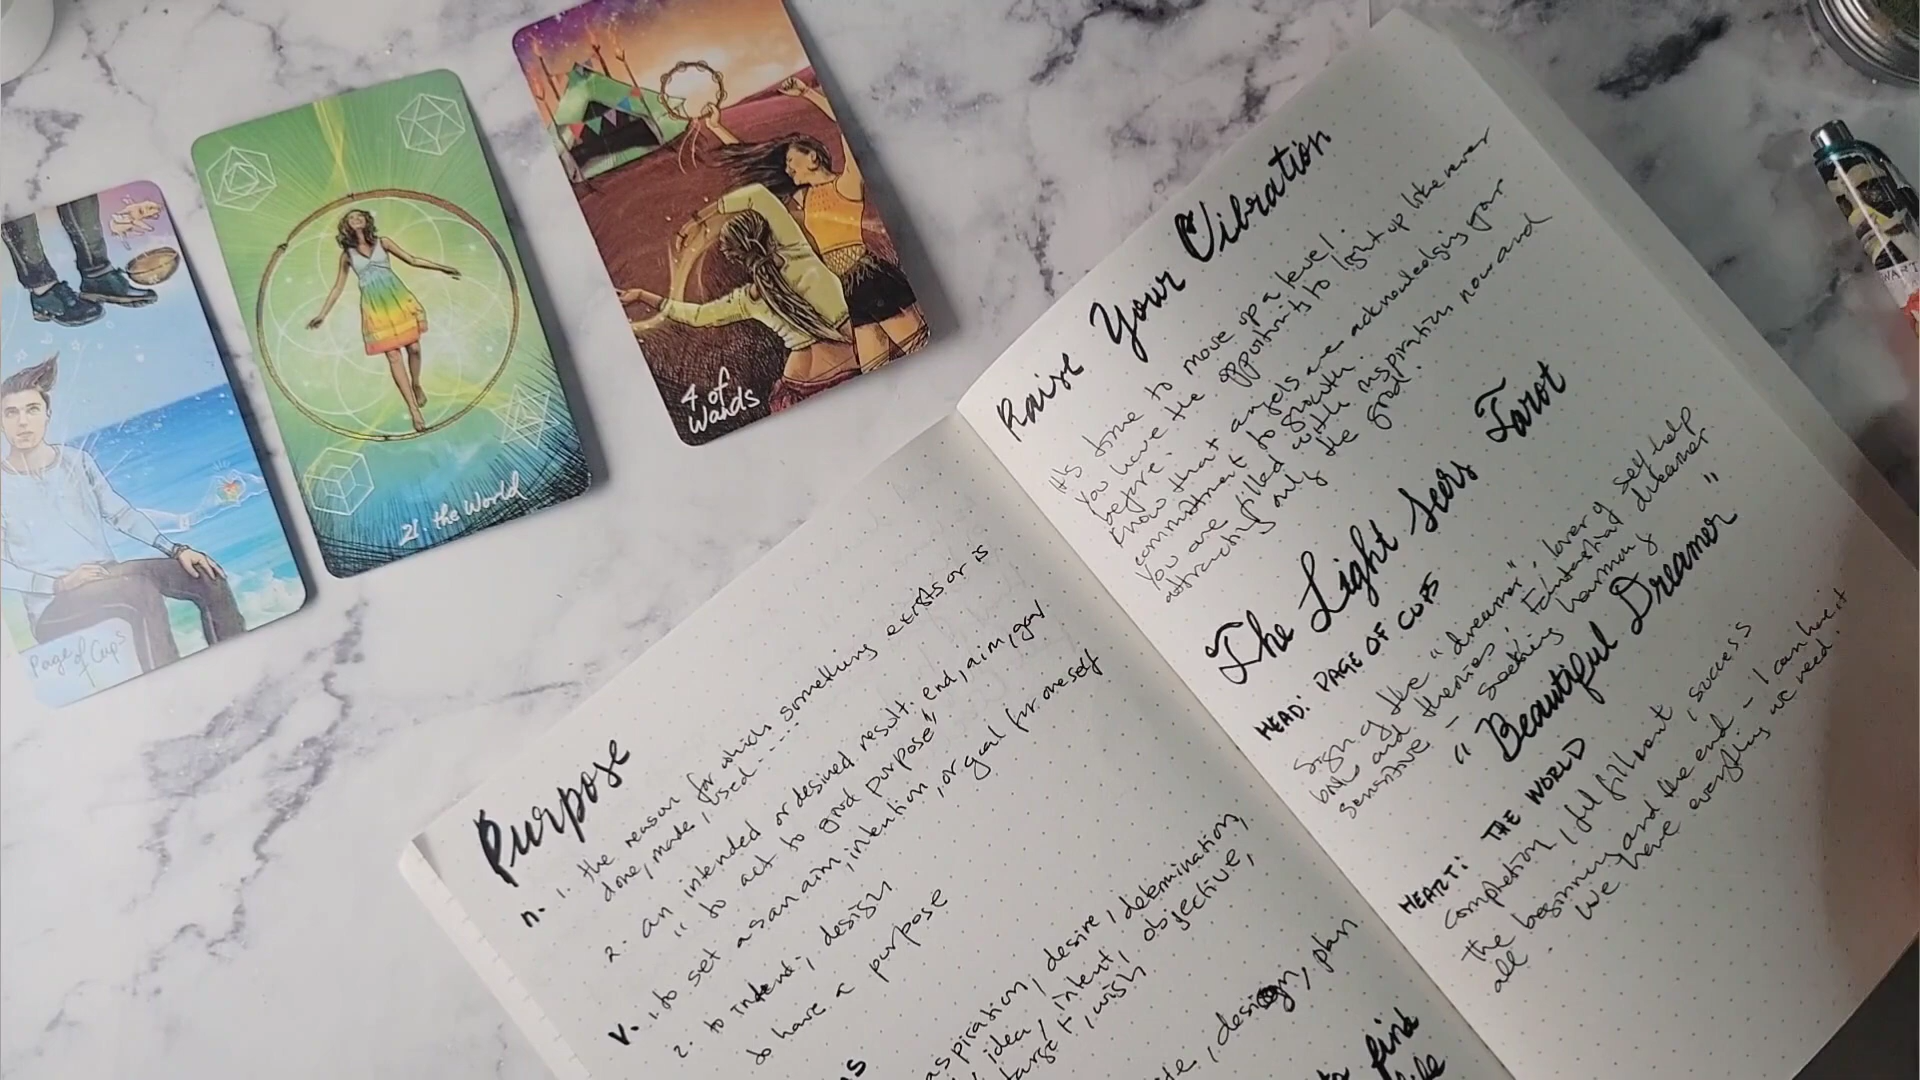 Page of Cups
21. the World
4 of
Wands
Purpose
n. 1. the reason for which something exists or is
done, made, used....
2. an intended or desired result. end, aim, goal
" to act to good purpose"
v. 1. to set as an aim, intention, or goal for oneself
2. to intend; design
to have a purpose
aspiration, desire, determination,
idea, intent, objective,
target, wish
design, plan
find
Raise Your Vibration
It's time to move up a level.
You have the opportunity to light up like never
before.
Know that angels are acknowledging your
commitment to growth.
You are filled with inspiration now and
attracting only the good.
The Light Seers Tarot
HEAD: PAGE OF CUPS
sign of the "dreamer". lover of self help
books and theories. Fantastical dreamer
sensitive - seeking harmony
"Beautiful Dreamer"
HEART: THE WORLD
completion, fulfillment, success
the beginning and the end - I can have it
all. We have everything we need.
WART